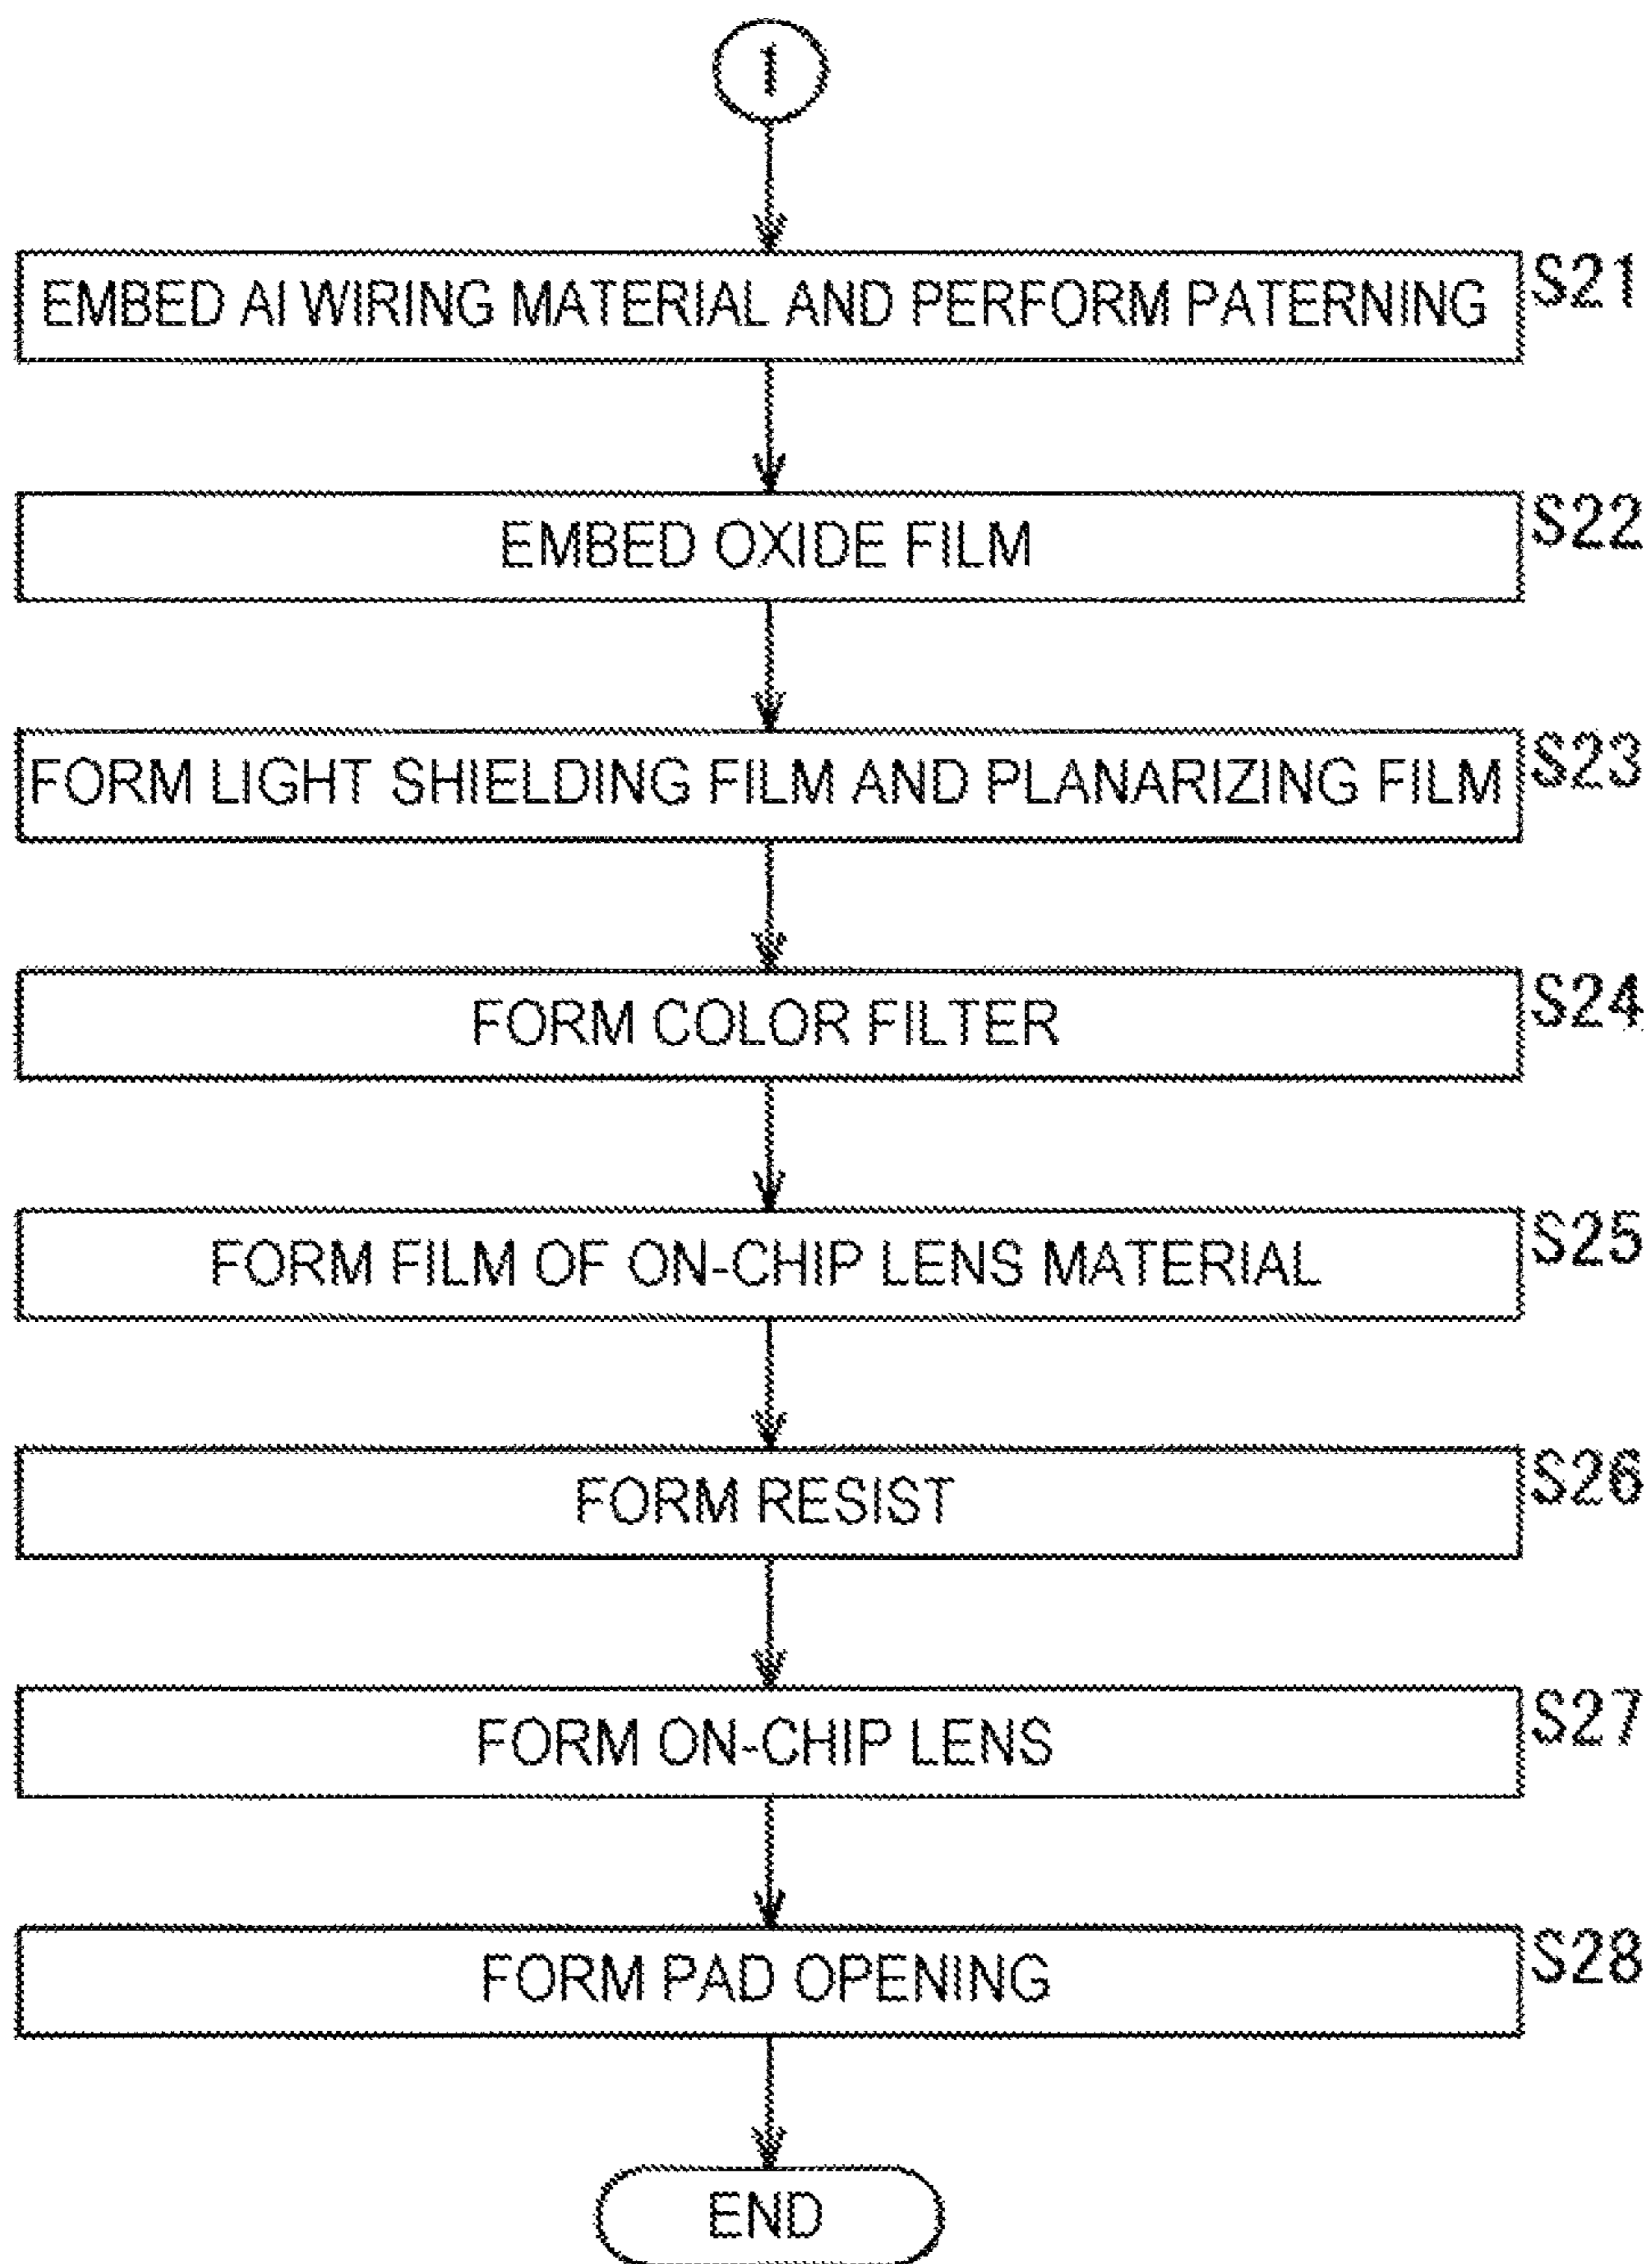 1
EMBED Al WIRING MATERIAL AND PERFORM PATERNING S21
EMBED OXIDE FILM S22
FORM LIGHT SHIELDING FILM AND PLANARIZING FILM S23
FORM COLOR FILTER S24
FORM FILM OF ON-CHIP LENS MATERIAL S25
FORM RESIST S26
FORM ON-CHIP LENS S27
FORM PAD OPENING S28
END